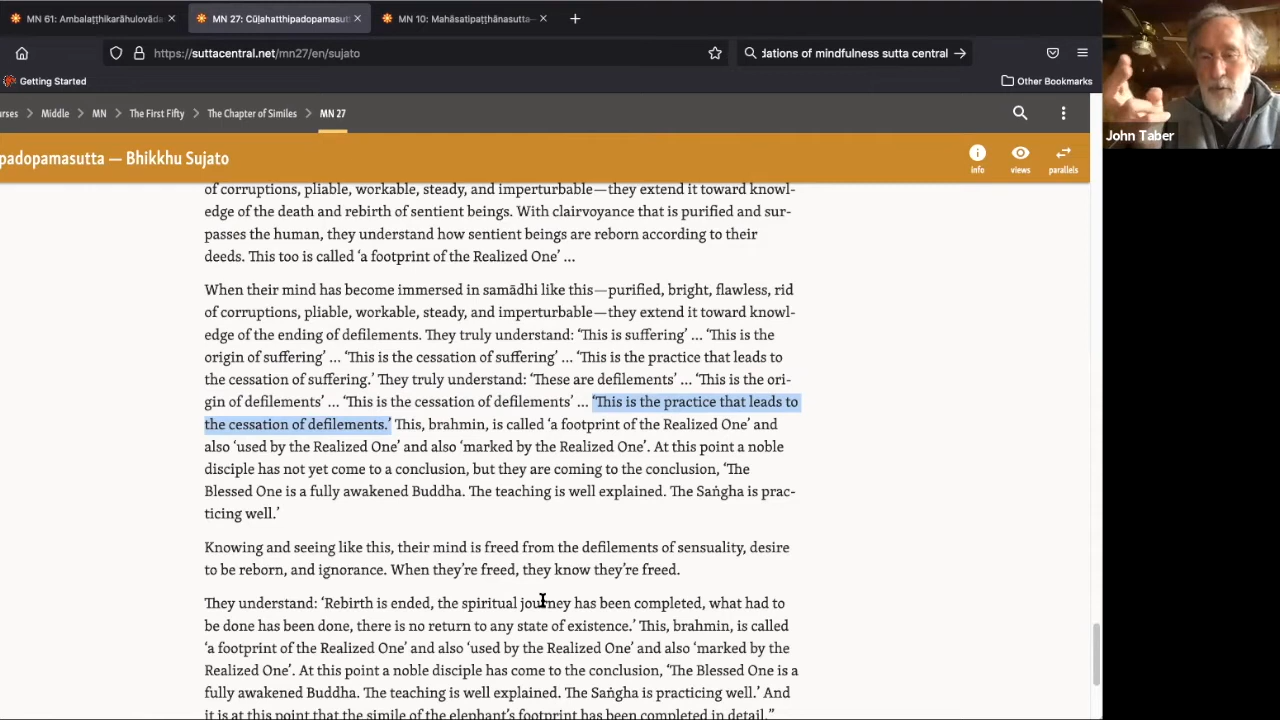 MN 61: Ambalaṭṭhikarāhulovāda
MN 27: Cūḷahatthipadopamasutta
MN 10: Mahāsatipaṭṭhānasutta—
https://suttacentral.net/mn27/en/sujato
dations of mindfulness sutta central
Getting Started
Other Bookmarks
urses
Middle
MN
The First Fifty
The Chapter of Similes
MN 27
padopamasutta — Bhikkhu Sujato
info
views
parallels
of corruptions, pliable, workable, steady, and imperturbable—they extend it toward knowl-
edge of the death and rebirth of sentient beings. With clairvoyance that is purified and sur-
passes the human, they understand how sentient beings are reborn according to their
deeds. This too is called ‘a footprint of the Realized One’ …
When their mind has become immersed in samādhi like this—purified, bright, flawless, rid
of corruptions, pliable, workable, steady, and imperturbable—they extend it toward knowl-
edge of the ending of defilements. They truly understand: ‘This is suffering’ … ‘This is the
origin of suffering’ … ‘This is the cessation of suffering’ … ‘This is the practice that leads to
the cessation of suffering.’ They truly understand: ‘These are defilements’ … ‘This is the ori-
gin of defilements’ … ‘This is the cessation of defilements’ … ‘This is the practice that leads to
the cessation of defilements.’ This, brahmin, is called ‘a footprint of the Realized One’ and
also ‘used by the Realized One’ and also ‘marked by the Realized One’. At this point a noble
disciple has not yet come to a conclusion, but they are coming to the conclusion, ‘The
Blessed One is a fully awakened Buddha. The teaching is well explained. The Saṅgha is prac-
ticing well.’
Knowing and seeing like this, their mind is freed from the defilements of sensuality, desire
to be reborn, and ignorance. When they’re freed, they know they’re freed.
They understand: ‘Rebirth is ended, the spiritual journey has been completed, what had to
be done has been done, there is no return to any state of existence.’ This, brahmin, is called
‘a footprint of the Realized One’ and also ‘used by the Realized One’ and also ‘marked by the
Realized One’. At this point a noble disciple has come to the conclusion, ‘The Blessed One is a
fully awakened Buddha. The teaching is well explained. The Saṅgha is practicing well.’ And
it is at this point that the simile of the elephant’s footprint has been completed in detail.”
John Taber